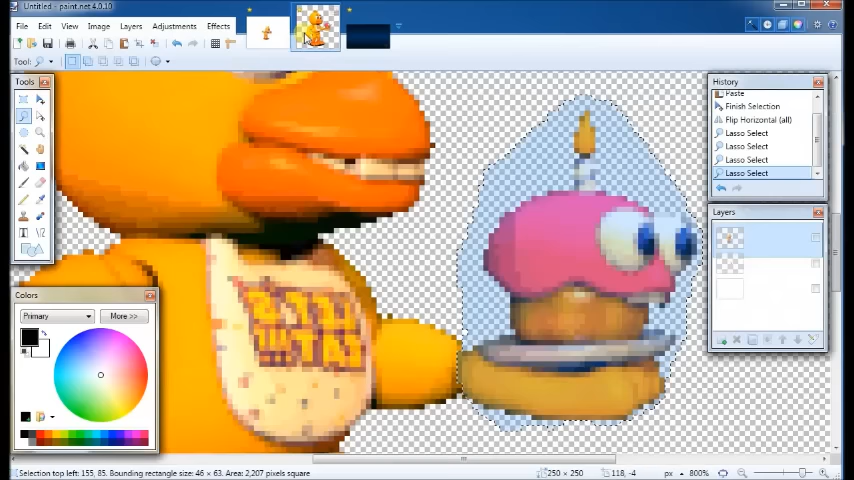 Untitled - paint.net 4.0.10
File Edit View Image Layers Adjustments Effects
Tool:
Tools
History
Paste
Finish Selection
Flip Horizontal (all)
Lasso Select
Lasso Select
Lasso Select
Lasso Select
Layers
Colors
Primary
More >>
Selection top left: 155, 85. Bounding rectangle size: 46 x 63. Area: 2,207 pixels square
250 × 250
118, -4
px
800%